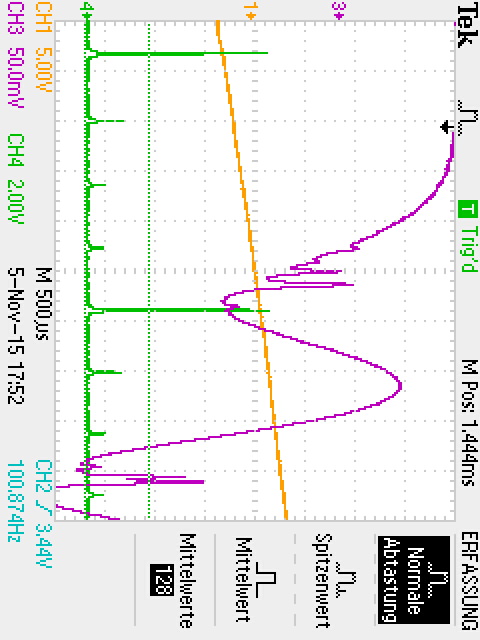 Tek T Trig'd M Pos: 1.444ms ERFASSUNG
Normale
Abtastung
3
Spitzenwert
1
Mittelwert
Mittelwerte
128
4
CH1 5.00V M 500µs CH2 3.44V
CH3 50.0mV CH4 2.00V 5-Nov-15 17:52 100.874Hz